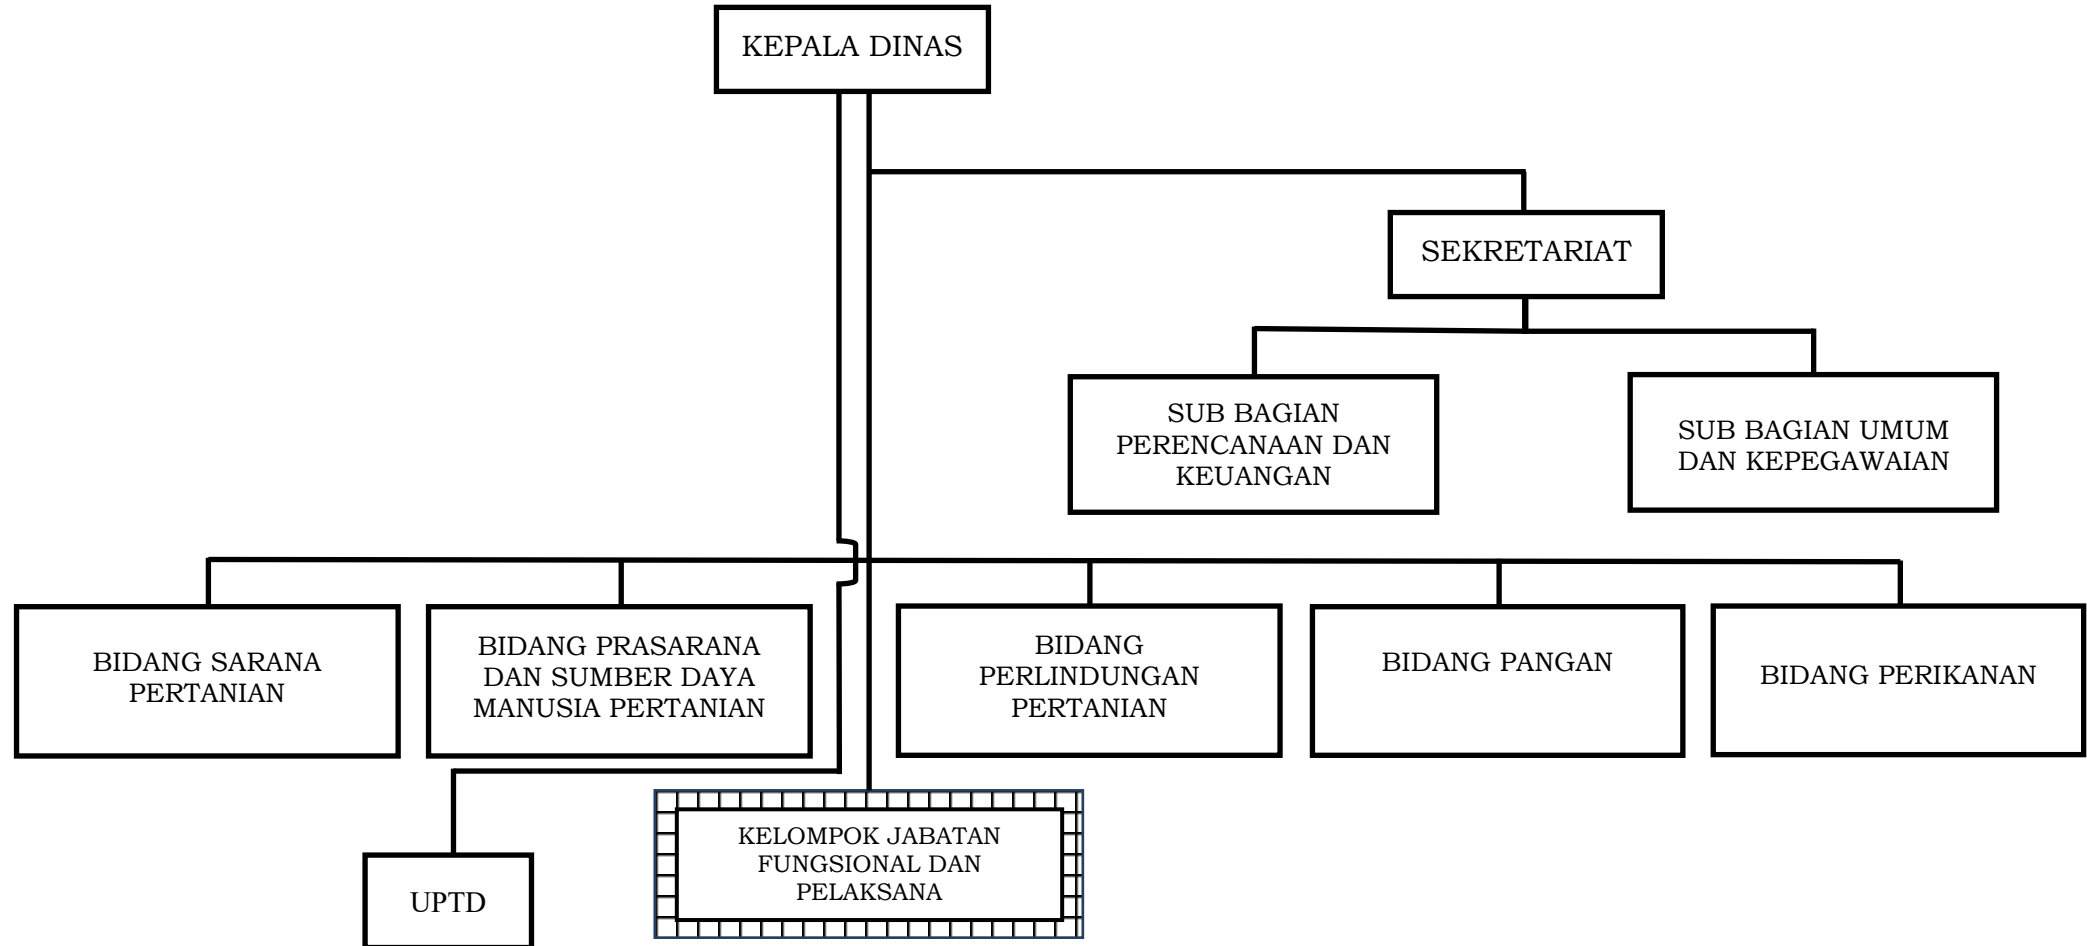 KEPALA DINAS
SEKRETARIAT
SUB BAGIAN
PERENCANAAN DAN
KEUANGAN
SUB BAGIAN UMUM
DAN KEPEGAWAIAN
BIDANG SARANA
PERTANIAN
BIDANG PRASARANA
DAN SUMBER DAYA
MANUSIA PERTANIAN
BIDANG
PERLINDUNGAN
PERTANIAN
BIDANG PANGAN
BIDANG PERIKANAN
UPTD
KELOMPOK JABATAN
FUNGSIONAL DAN
PELAKSANA